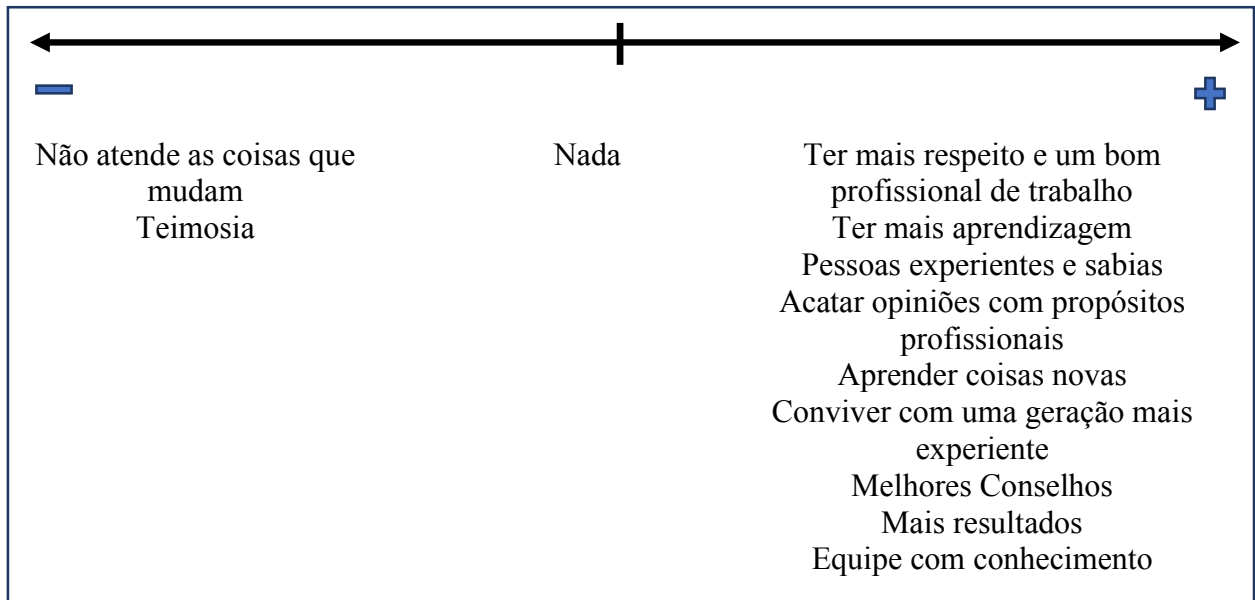 Não atende as coisas que
mudam
Teimosia
Nada
Ter mais respeito e um bom
profissional de trabalho
Ter mais aprendizagem
Pessoas experientes e sabias
Acatar opiniões com propósitos
profissionais
Aprender coisas novas
Conviver com uma geração mais
experiente
Melhores Conselhos
Mais resultados
Equipe com conhecimento